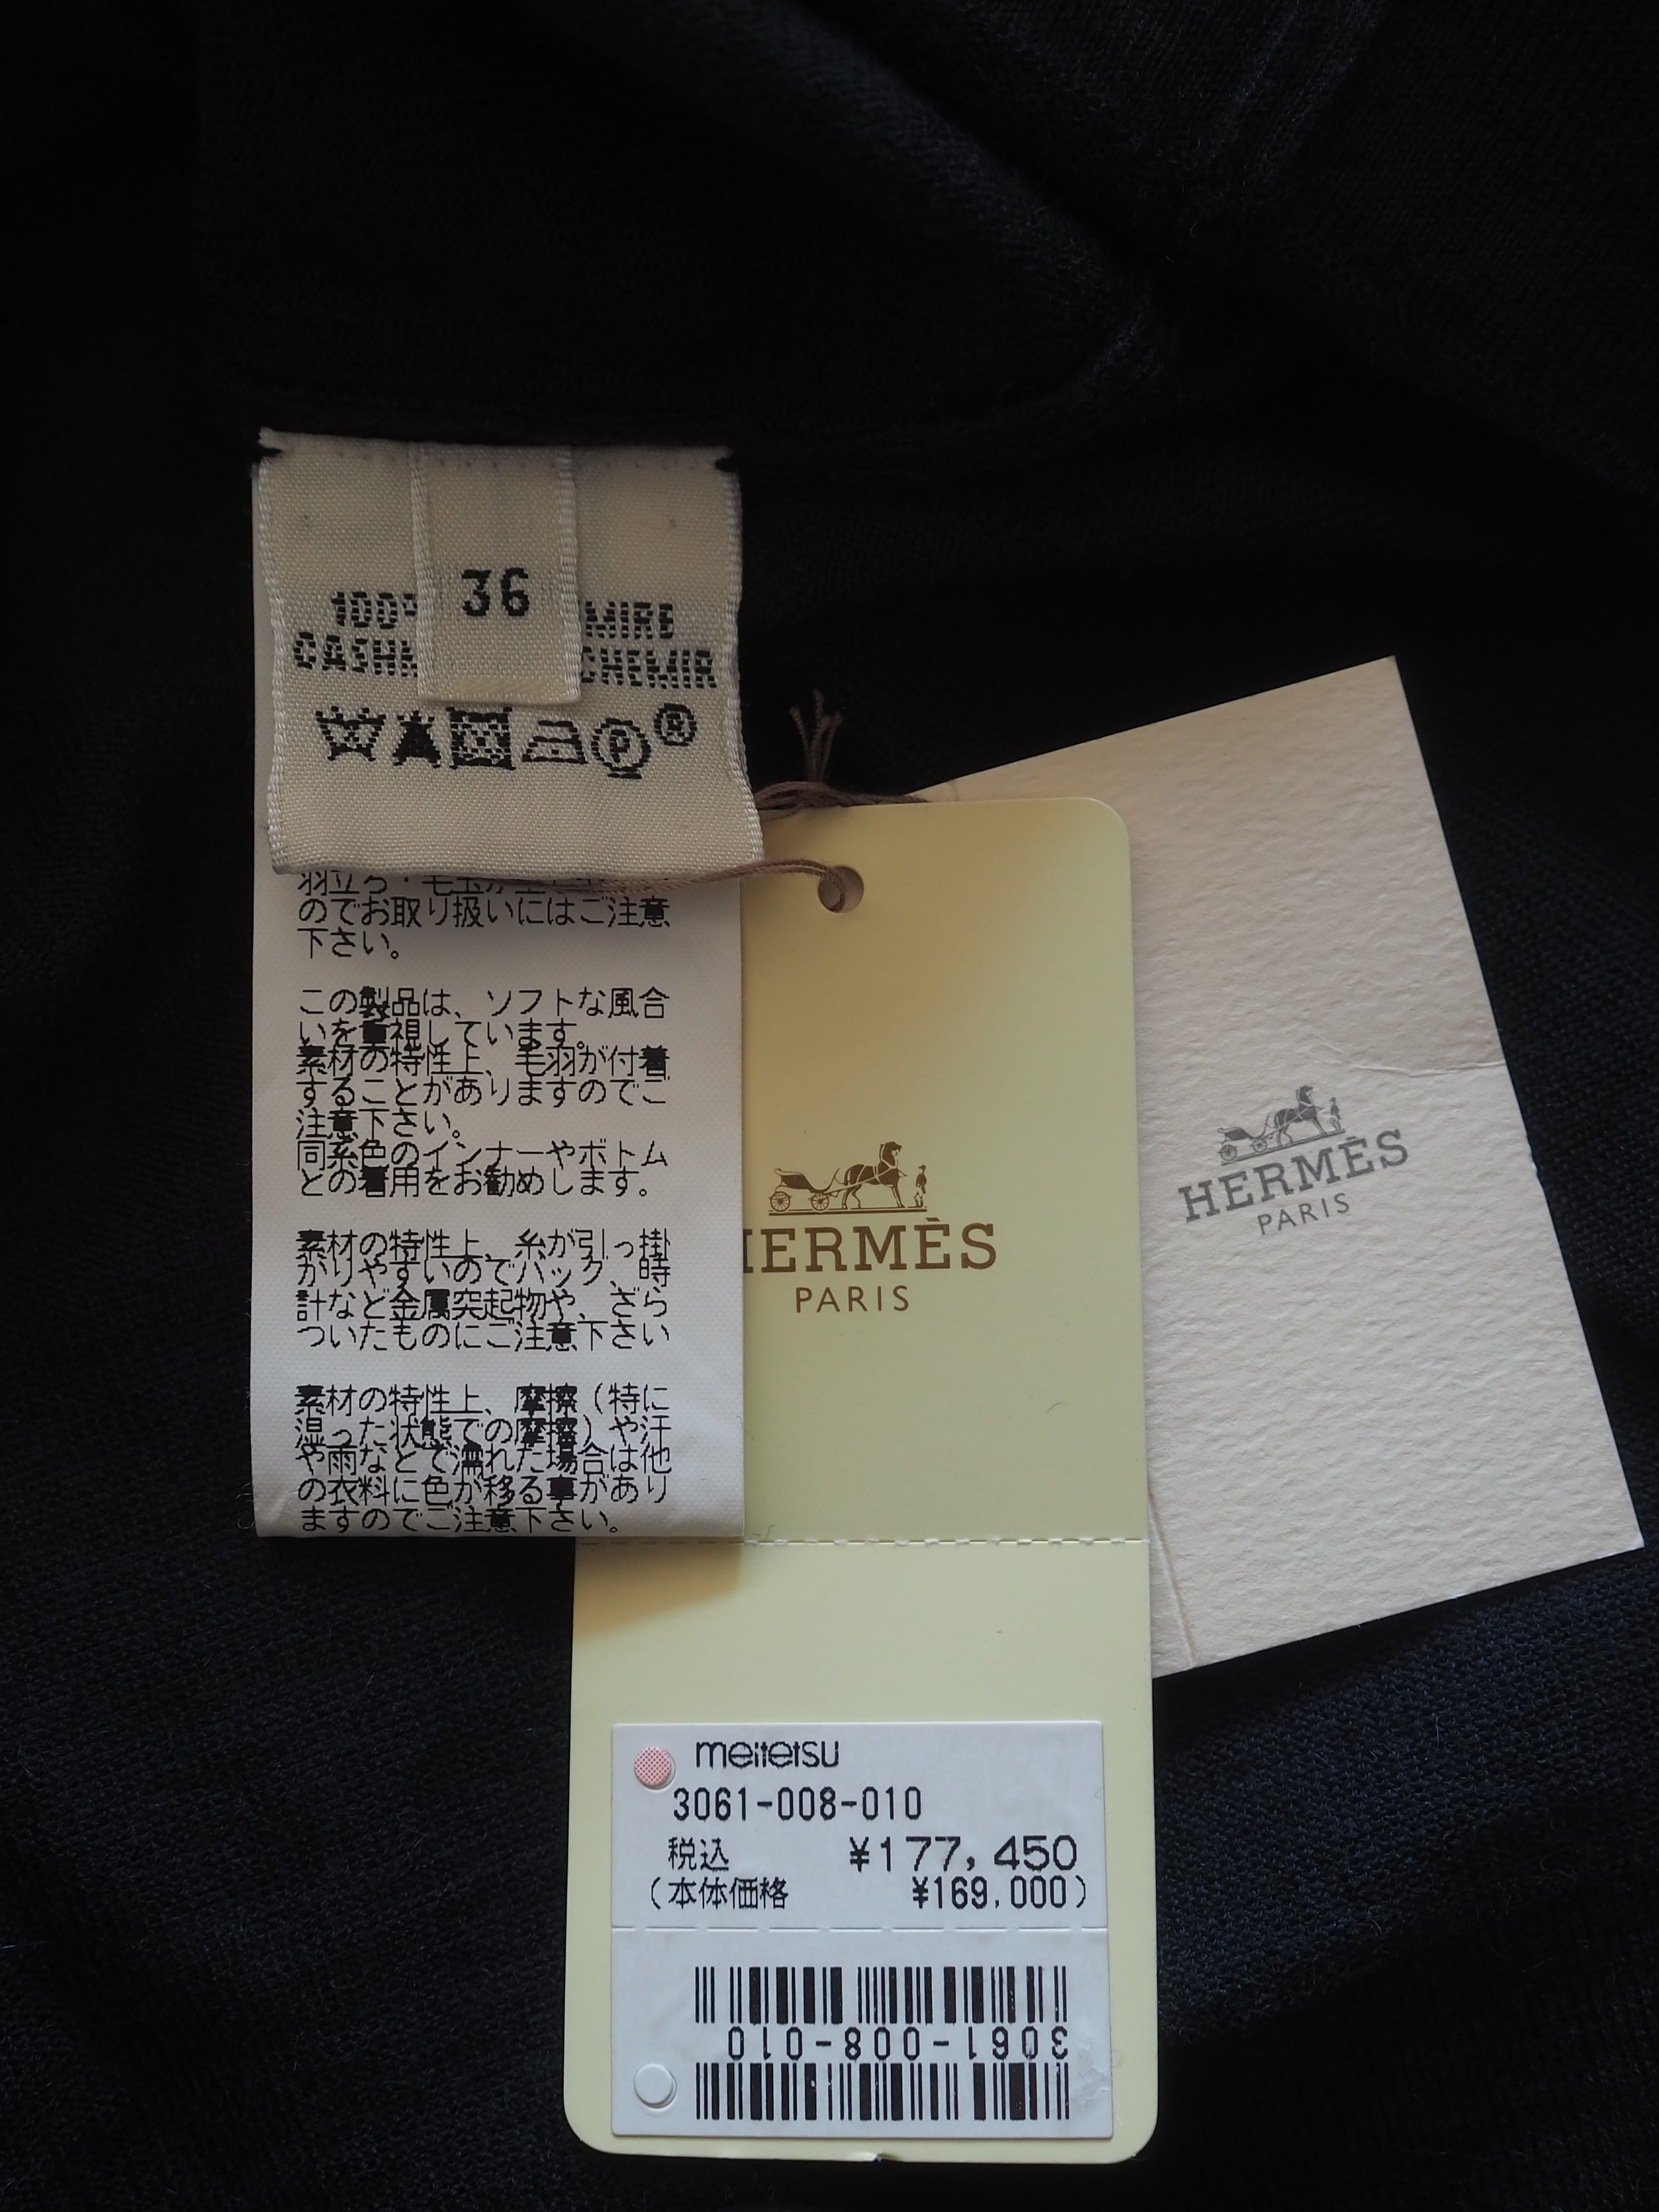 36
100%
MIRE
CASHM
CHEMIR
P
®
のでお取り扱いにはご注意
下さい。
この製品は、ソフトな風合
いを重視しています。
素材の特性上、毛羽が付着
することがありますのでご
注意下さい。
同系色のインナーやボトム
との着用をお勧めします。
素材の特性上、糸が引っ掛
かりやすいのでバック、時
計など金属突起物や、ざら
ついたものにご注意下さい
素材の特性上、摩擦(特に
湿った状態での摩擦)や汗
や雨などで濡れた場合は他
の衣料に色が移る事があり
ますのでご注意下さい。
HERMÈS
PARIS
HERMÈS
PARIS
meitetsu
3061-008-010
税込 ¥177,450
(本体価格 ¥169,000)
3061-008-010